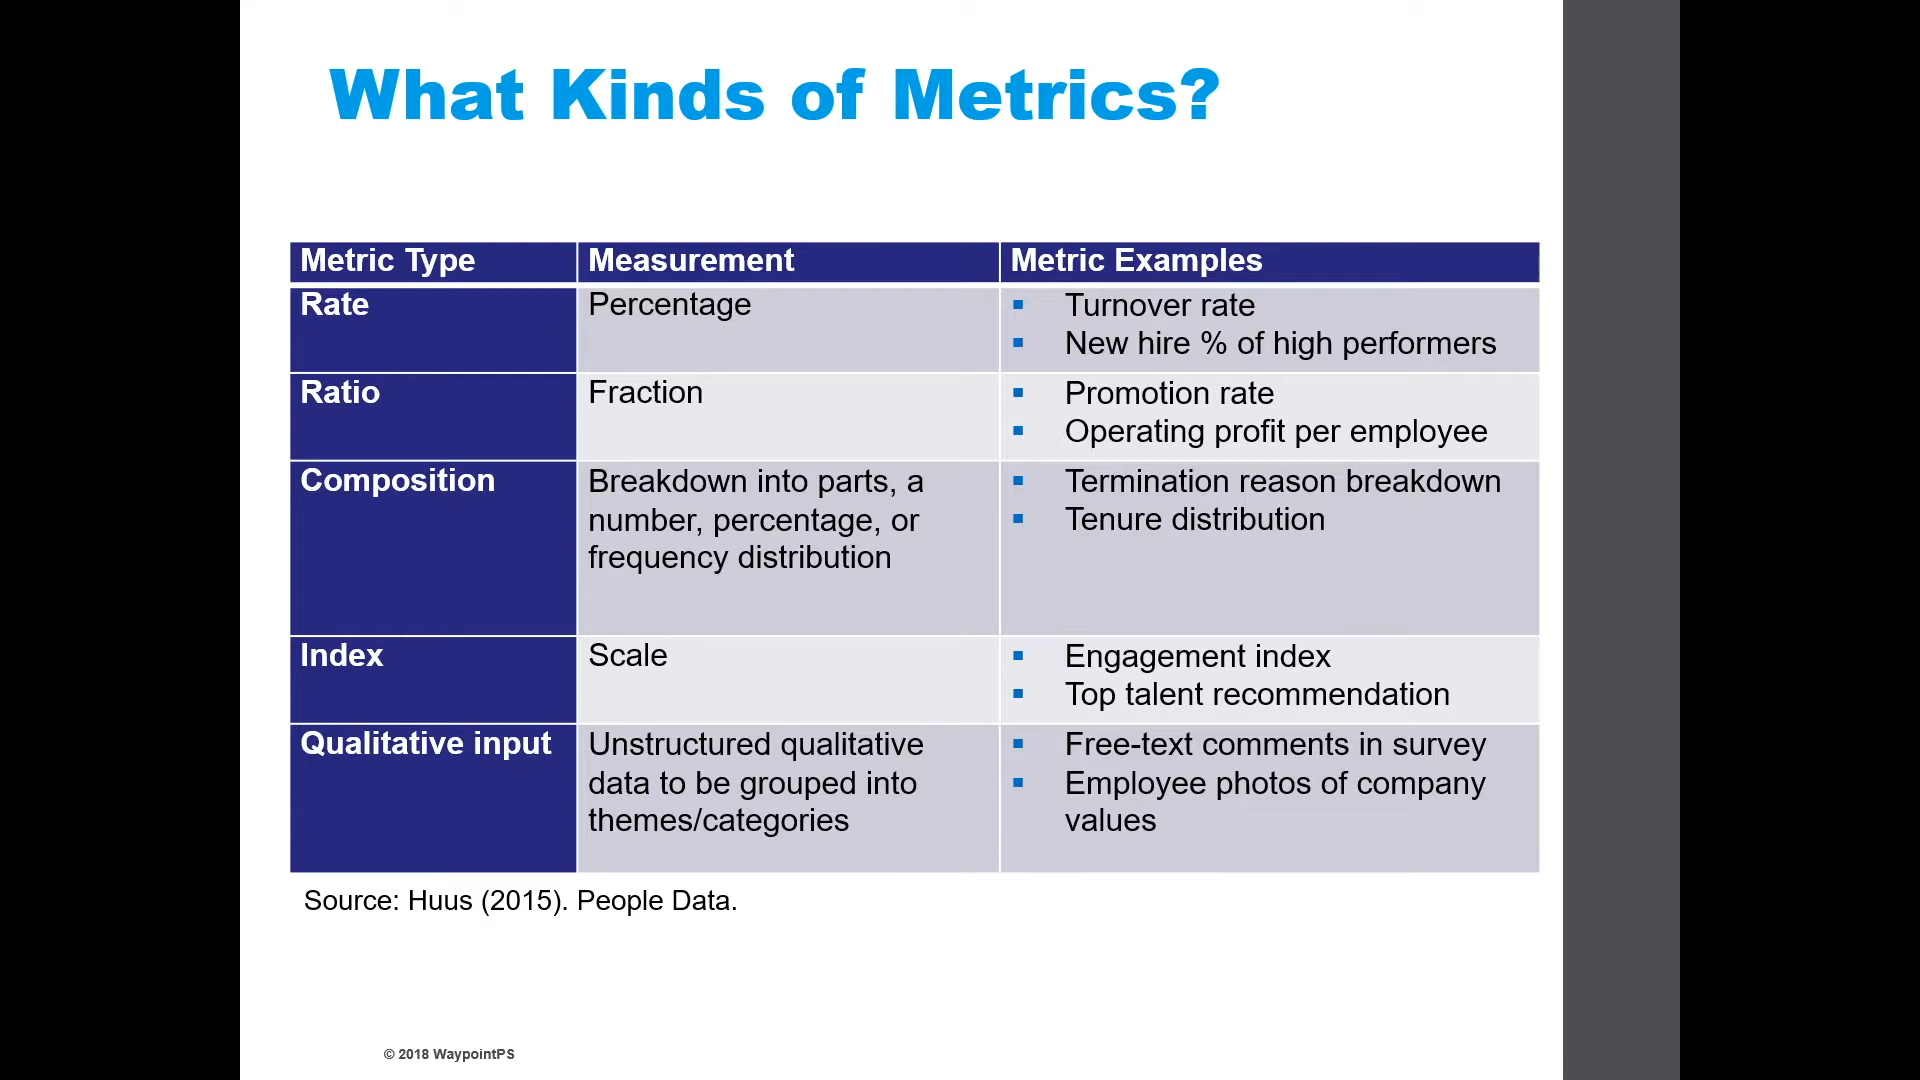 What Kinds of Metrics?
Metric Type
Measurement
Metric Examples
Rate
Percentage
▪ Turnover rate
▪ New hire % of high performers
Ratio
Fraction
▪ Promotion rate
▪ Operating profit per employee
Composition
Breakdown into parts, a
number, percentage, or
frequency distribution
▪ Termination reason breakdown
▪ Tenure distribution
Index
Scale
▪ Engagement index
▪ Top talent recommendation
Qualitative input
Unstructured qualitative
data to be grouped into
themes/categories
▪ Free-text comments in survey
▪ Employee photos of company
values
Source: Huus (2015). People Data.
© 2018 WaypointPS